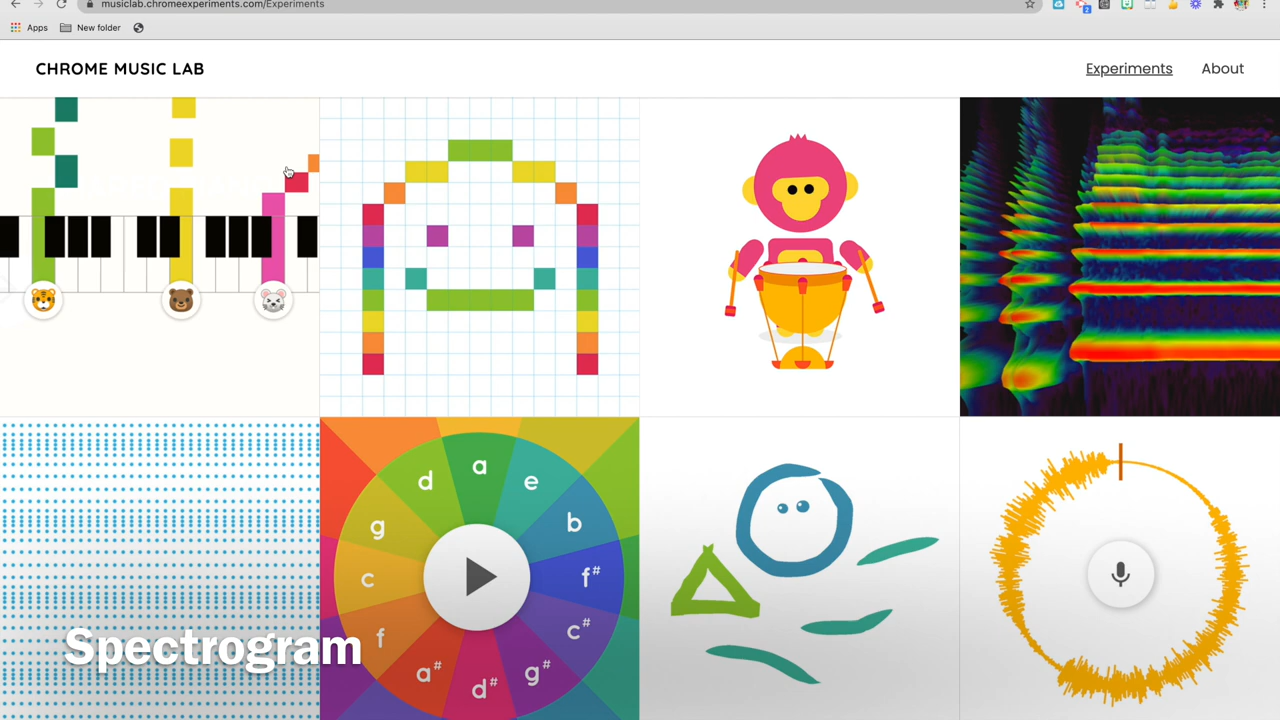 musiclab.chromeexperiments.com/Experiments
Apps New folder
CHROME MUSIC LAB Experiments About
a
d e
g b
c f#
f c#
a# g#
d#
Spectrogram